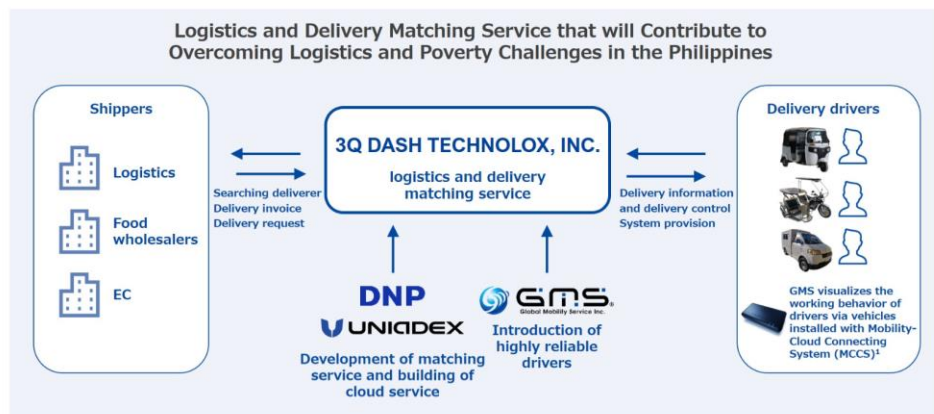 Logistics and Delivery Matching Service that will Contribute to
Overcoming Logistics and Poverty Challenges in the Philippines
Shippers
Logistics
Food
wholesalers
EC
Searching deliverer
Delivery invoice
Delivery request
3Q DASH TECHNOLOX, INC.
logistics and delivery
matching service
DNP
UNIADEX
Development of matching
service and building of
cloud service
GMS
Global Mobility Service Inc.
Introduction of
highly reliable
drivers
Delivery information
and delivery control
System provision
Delivery drivers
GMS visualizes the
working behavior of
drivers via vehicles
installed with Mobility-
Cloud Connecting
System (MCCS)¹